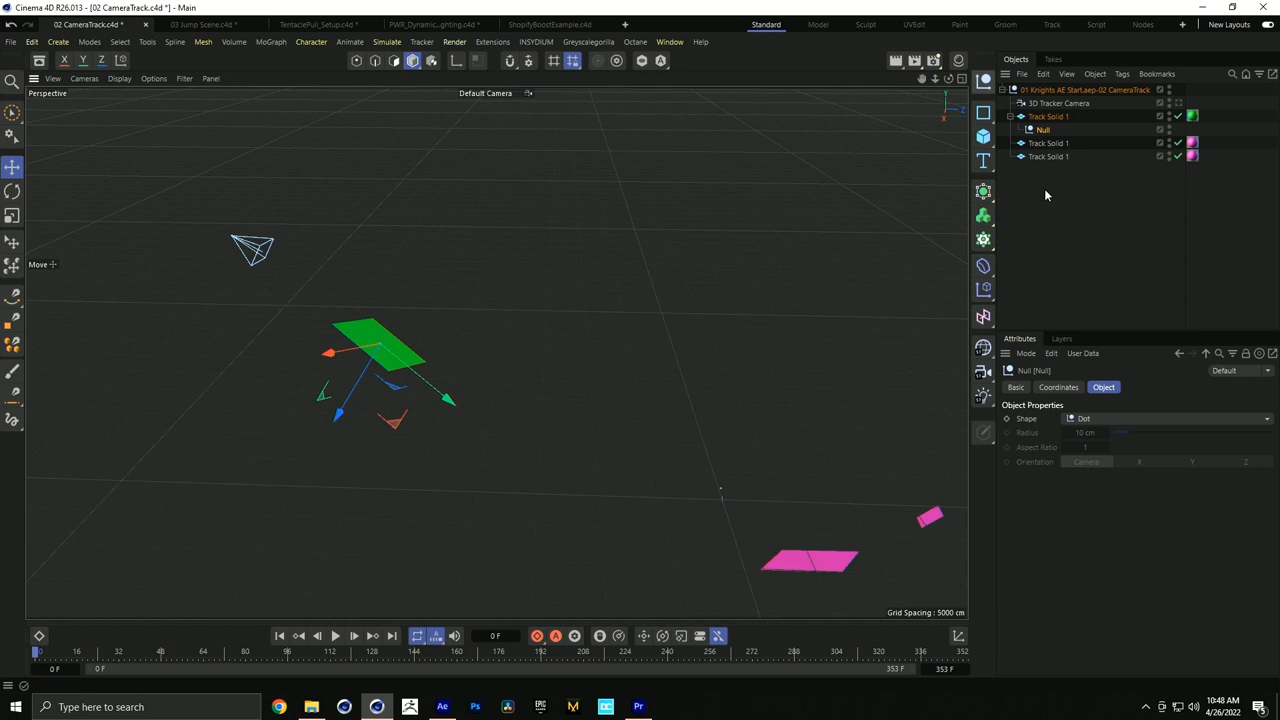 Cinema 4D R26.013 - [02 CameraTrack.c4d *]
02 CameraTrack.c4d *
03 Jump Scene.c4d *
TentaclePull_Setup.c4d *
PWR_Dynamic...ghting.c4d *
ShopifyBoostExample.c4d
Standard
Model
Sculpt
UVEdit
Paint
Groom
Track
Script
Nodes
New Layouts
File Edit Create Modes Select Tools Spline Mesh Volume MoGraph Character Animate Simulate Tracker Render Extensions INSYDIUM Greyscalegorilla Octane Window Help
X Y Z
View Cameras Display Options Filter Panel
Perspective
Default Camera
Y
Z
X
Move
Grid Spacing : 5000 cm
Objects Takes
File Edit View Object Tags Bookmarks
01 Knights AE Start.aep-02 CameraTrack
3D Tracker Camera
Track Solid 1
Null
Track Solid 1
Track Solid 1
Attributes Layers
Mode Edit User Data
Null [Null]
Default
Basic Coordinates Object
Object Properties
Shape Dot
Radius 10 cm
Aspect Ratio 1
Orientation Camera X Y Z
0 F
0 16 32 48 64 80 96 112 128 144 160 176 192 208 224 240 256 272 288 304 320 336 352
0 F
0 F
353 F
353 F
Type here to search
Ae
Ps
EPIC
M
DC
Pr
10:48 AM
4/26/2022